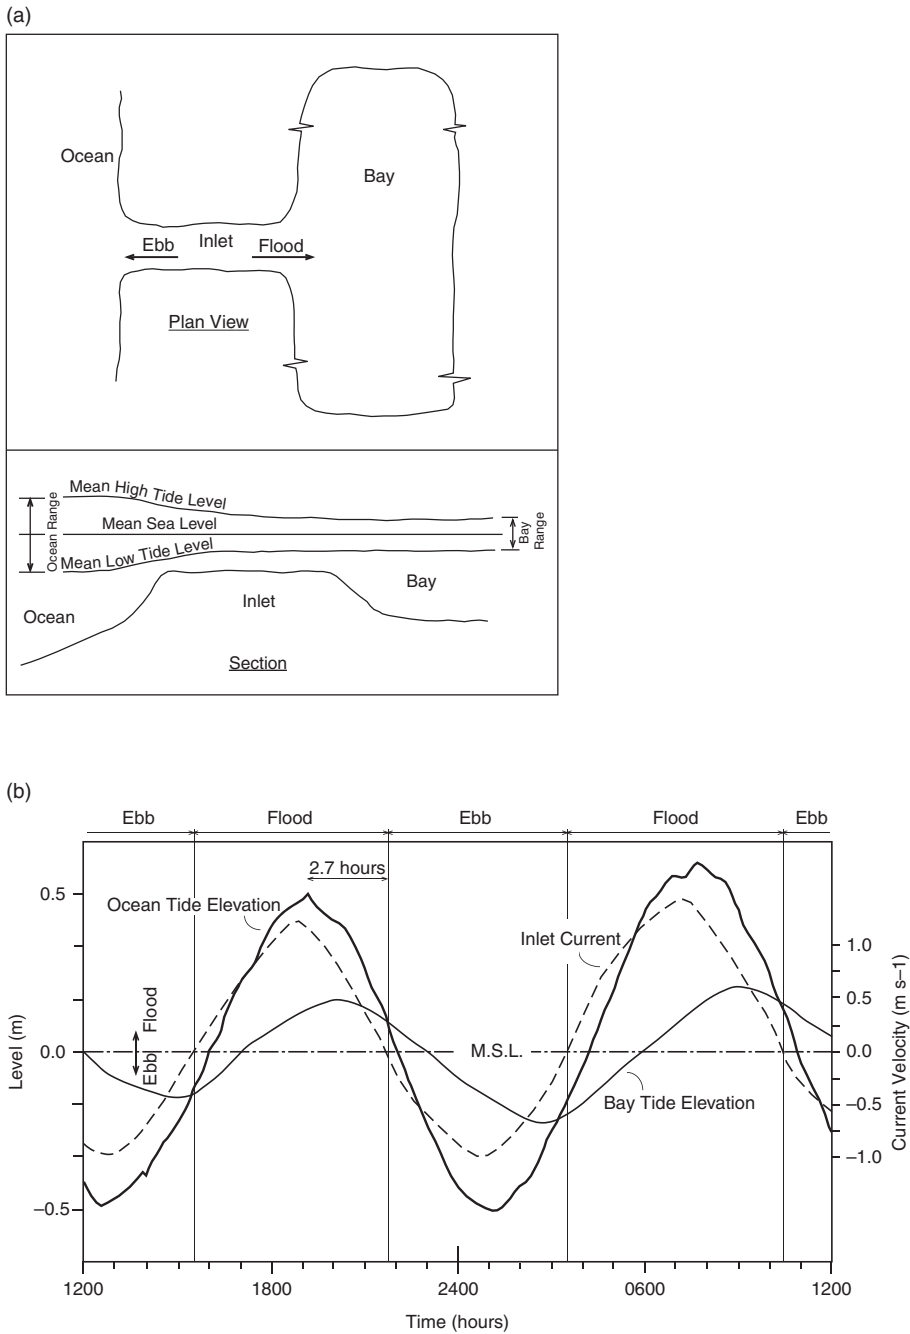 (a)
Ocean
Bay
Ebb
Inlet
Flood
Plan View
Mean High Tide Level
Mean Sea Level
Mean Low Tide Level
Ocean Range
Bay
Range
Bay
Inlet
Ocean
Section
(b)
Ebb
Flood
Ebb
Flood
Ebb
2.7 hours
Ocean Tide Elevation
Inlet Current
M.S.L.
Bay Tide Elevation
Flood
Ebb
0.5
0.0
–0.5
Level (m)
1.0
0.5
0.0
–0.5
–1.0
Current Velocity (m s–1)
1200
1800
2400
0600
1200
Time (hours)